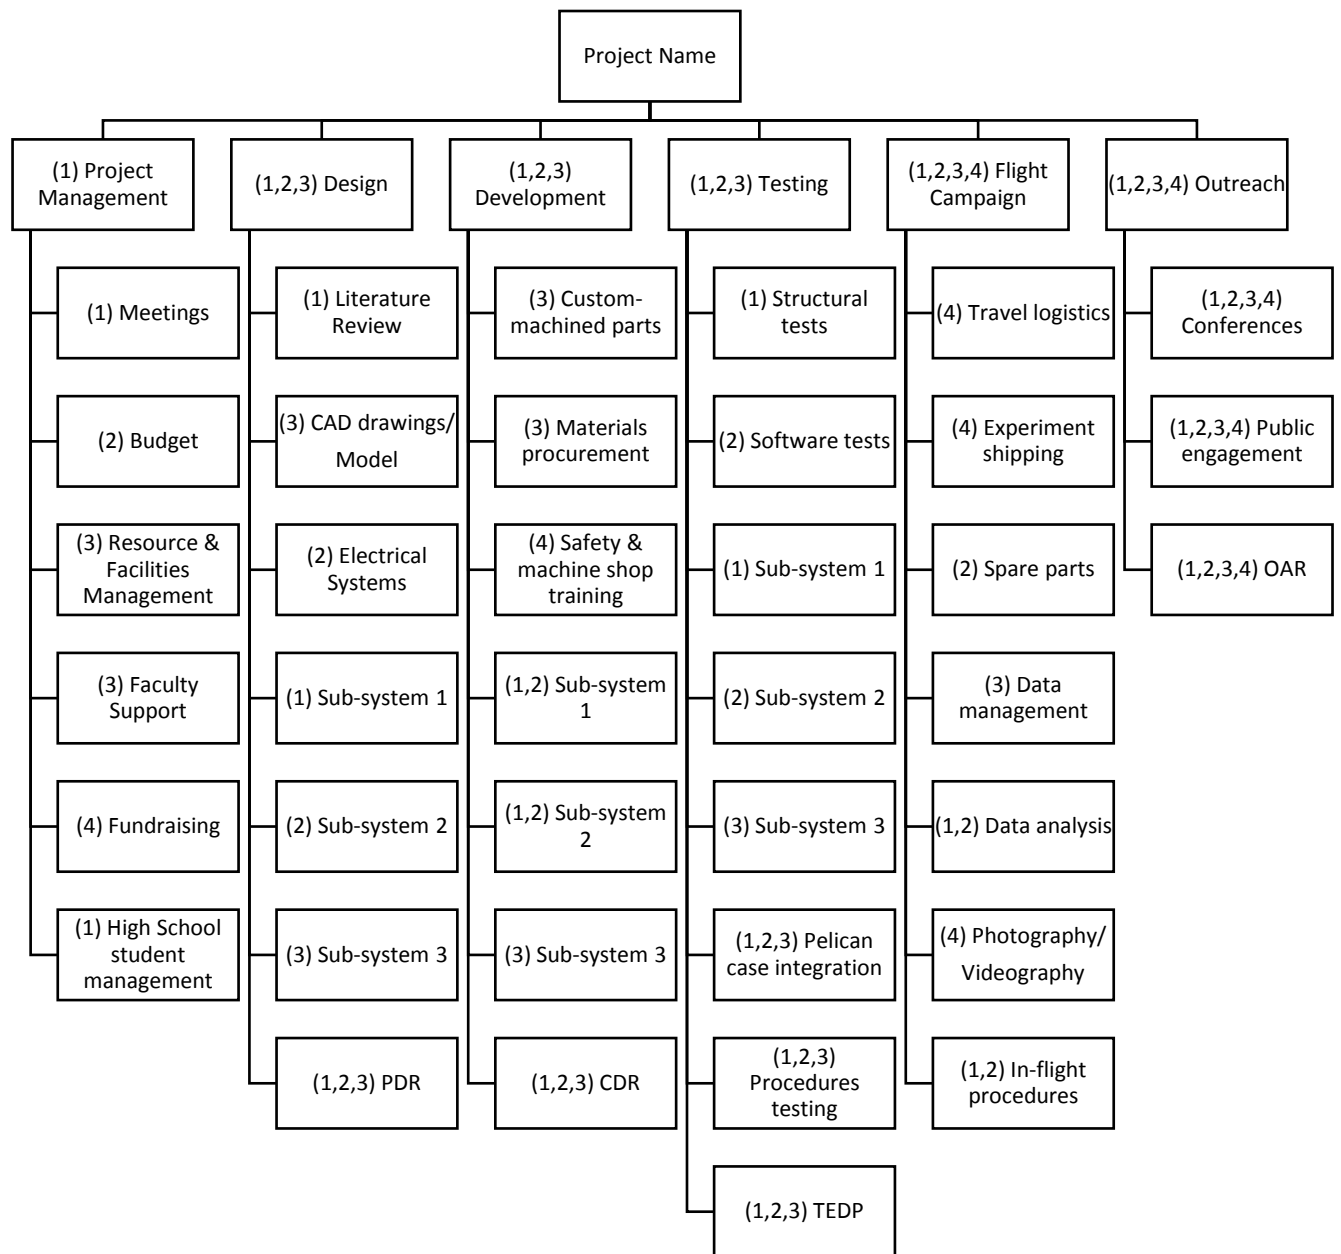 Project Name
(1) Project
Management
(1,2,3) Design
(1,2,3)
Development
(1,2,3) Testing
(1,2,3,4) Flight
Campaign
(1,2,3,4) Outreach
(1) Meetings
(2) Budget
(3) Resource &
Facilities
Management
(3) Faculty
Support
(4) Fundraising
(1) High School
student
management
(1) Literature
Review
(3) CAD drawings/
Model
(2) Electrical
Systems
(1) Sub-system 1
(2) Sub-system 2
(3) Sub-system 3
(1,2,3) PDR
(3) Custom-
machined parts
(3) Materials
procurement
(4) Safety &
machine shop
training
(1,2) Sub-system
1
(1,2) Sub-system
2
(3) Sub-system 3
(1,2,3) CDR
(1) Structural
tests
(2) Software tests
(1) Sub-system 1
(2) Sub-system 2
(3) Sub-system 3
(1,2,3) Pelican
case integration
(1,2,3)
Procedures
testing
(1,2,3) TEDP
(4) Travel logistics
(4) Experiment
shipping
(2) Spare parts
(3) Data
management
(1,2) Data analysis
(4) Photography/
Videography
(1,2) In-flight
procedures
(1,2,3,4)
Conferences
(1,2,3,4) Public
engagement
(1,2,3,4) OAR